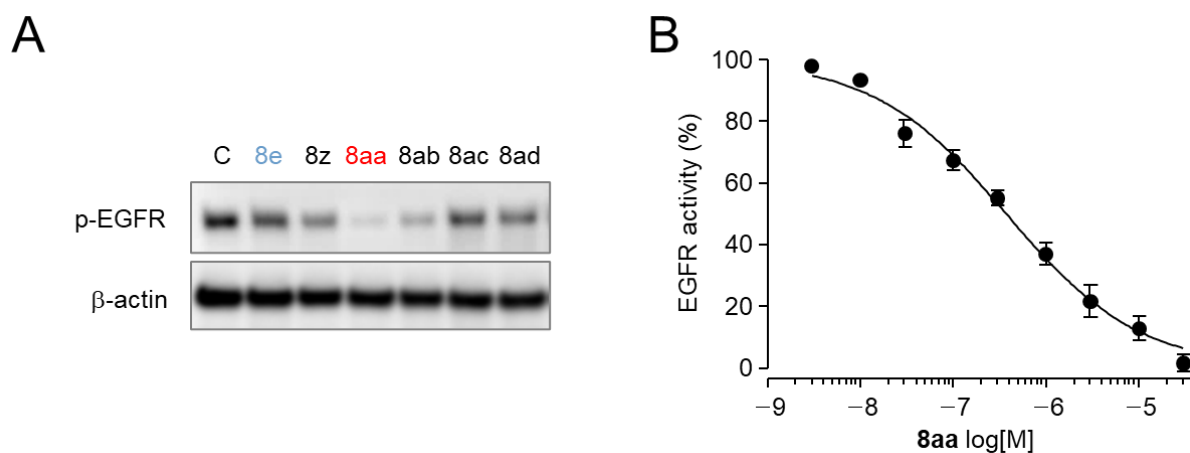 A
C 8e 8z 8aa 8ab 8ac 8ad
p-EGFR
β-actin
B
EGFR activity (%)
100
80
60
40
20
0
−9 −8 −7 −6 −5
8aa log[M]